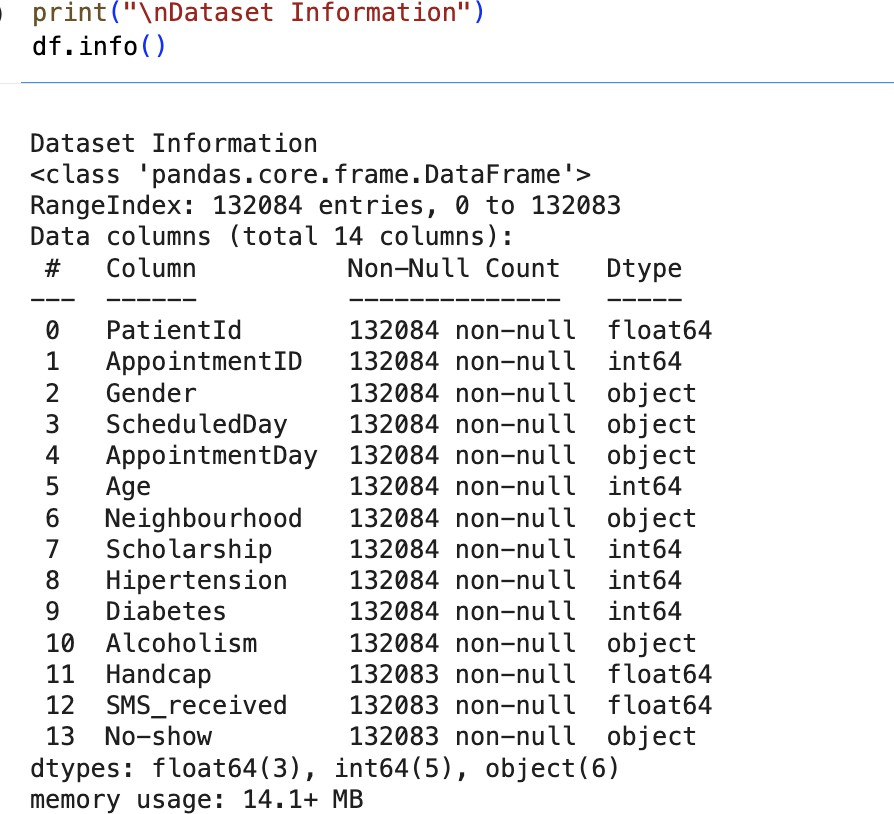 print("\nDataset Information")
df.info()
Dataset Information
<class 'pandas.core.frame.DataFrame'>
RangeIndex: 132084 entries, 0 to 132083
Data columns (total 14 columns):
 #   Column          Non-Null Count   Dtype
---  ------          --------------   -----
 0   PatientId       132084 non-null  float64
 1   AppointmentID   132084 non-null  int64
 2   Gender          132084 non-null  object
 3   ScheduledDay    132084 non-null  object
 4   AppointmentDay  132084 non-null  object
 5   Age             132084 non-null  int64
 6   Neighbourhood   132084 non-null  object
 7   Scholarship     132084 non-null  int64
 8   Hipertension    132084 non-null  int64
 9   Diabetes        132084 non-null  int64
 10  Alcoholism      132084 non-null  object
 11  Handcap         132083 non-null  float64
 12  SMS_received    132083 non-null  float64
 13  No-show         132083 non-null  object
dtypes: float64(3), int64(5), object(6)
memory usage: 14.1+ MB